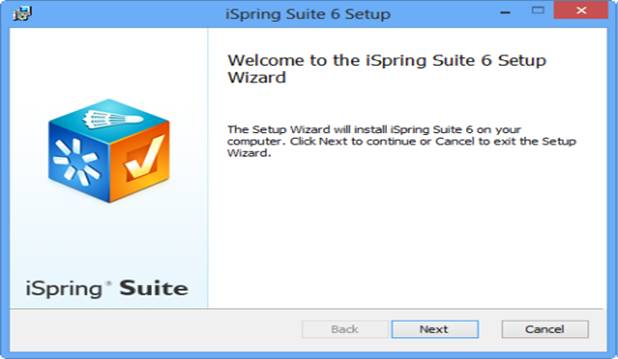 iSpring Suite 6 Setup
Welcome to the iSpring Suite 6 Setup
Wizard
The Setup Wizard will install iSpring Suite 6 on your
computer. Click Next to continue or Cancel to exit the Setup
Wizard.
iSpring® Suite
Back Next Cancel